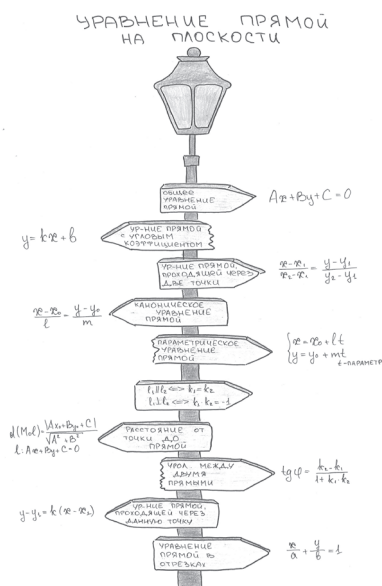 УРАВНЕНИЕ ПРЯМОЙ
НА ПЛОСКОСТИ
ОБЩЕЕ
УРАВНЕНИЕ
ПРЯМОЙ
Ax+By+C=0
y=kx+b
УР-НИЕ ПРЯМОЙ
С УГЛОВЫМ
КОЭФФИЦИЕНТОМ
УР-НИЕ ПРЯМОЙ,
ПРОХОДЯЩЕЙ ЧЕРЕЗ
ДВЕ ТОЧКИ
(x-x₁)/(x₂-x₁) = (y-y₁)/(y₂-y₁)
(x-x₀)/l = (y-y₀)/m
КАНОНИЧЕСКОЕ
УРАВНЕНИЕ
ПРЯМОЙ
ПАРАМЕТРИЧЕСКОЕ
УРАВНЕНИЕ
ПРЯМОЙ
{x=x₀+lt
y=y₀+mt
t-ПАРАМЕТР
l₁||l₂ <=> k₁=k₂
l₁⊥l₂ <=> k₁·k₂=-1
d(M₀l)=|Ax₀+By₀+C|/√A²+B²
l: Ax+By+C=0
РАССТОЯНИЕ ОТ
ТОЧКИ ДО
ПРЯМОЙ
УГОЛ МЕЖДУ
ДВУМЯ
ПРЯМЫМИ
tgφ = (k₂-k₁)/(1+k₁·k₂)
y-y₁=k(x-x₁)
УР-НИЕ ПРЯМОЙ,
ПРОХОДЯЩЕЙ ЧЕРЕЗ
ДАННУЮ ТОЧКУ
УРАВНЕНИЕ
ПРЯМОЙ В
ОТРЕЗКАХ
x/a + y/b = 1